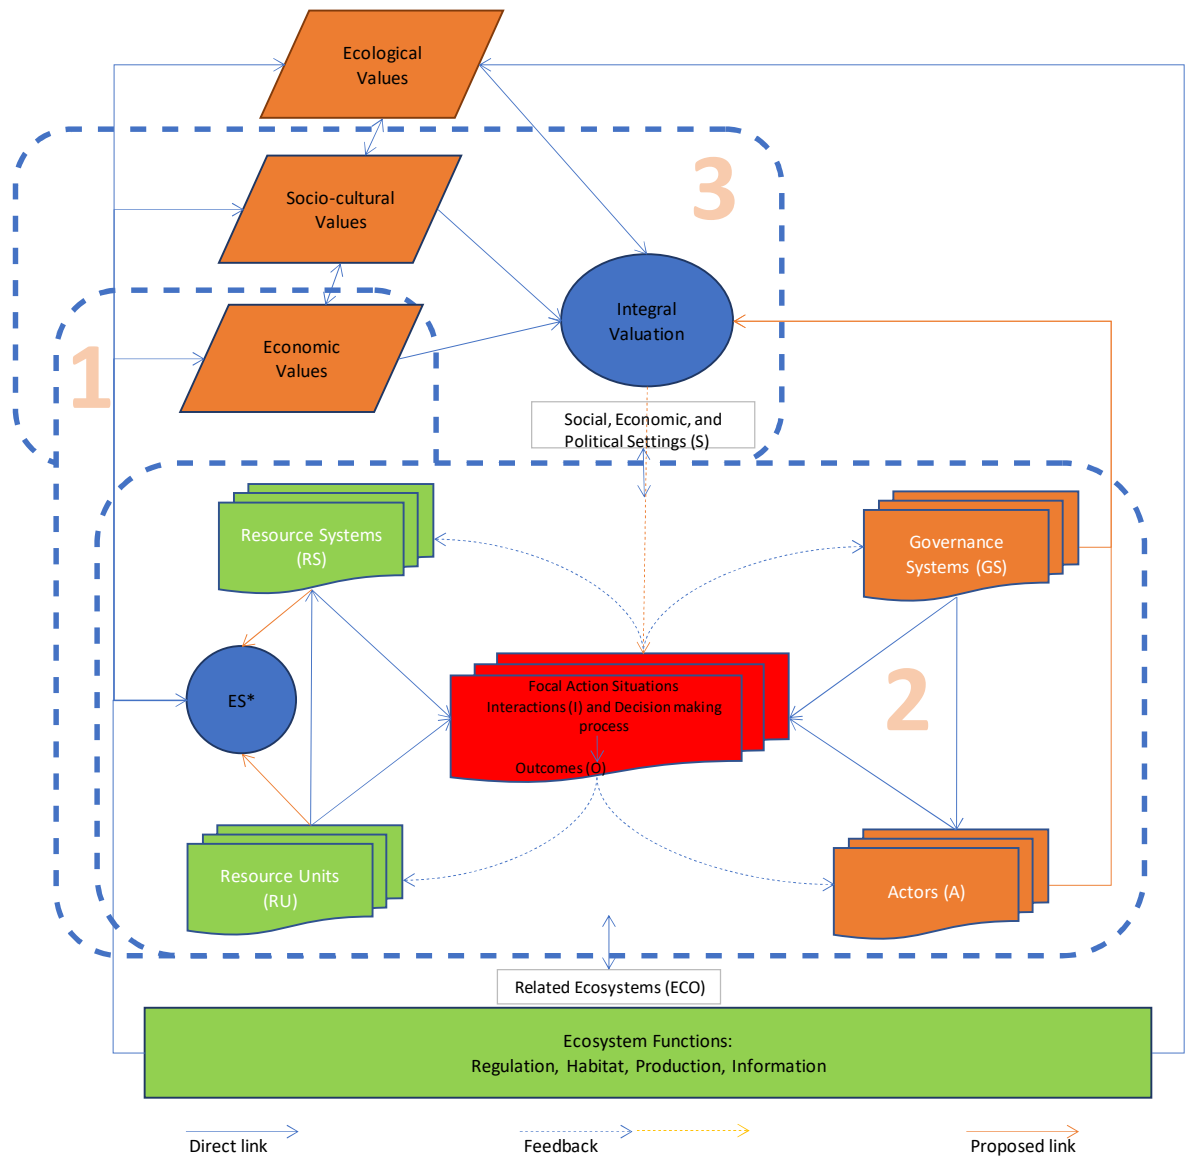 Ecological
Values
3
Socio-cultural
Values
Integral
Valuation
1
Economic
Values
Social, Economic, and
Political Settings (S)
Resource Systems
(RS)
Governance
Systems (GS)
ES*
2
Focal Action Situations
Interactions (I) and Decision making
process
Outcomes (O)
Resource Units
(RU)
Actors (A)
Related Ecosystems (ECO)
Ecosystem Functions:
Regulation, Habitat, Production, Information
Direct link
Feedback
Proposed link